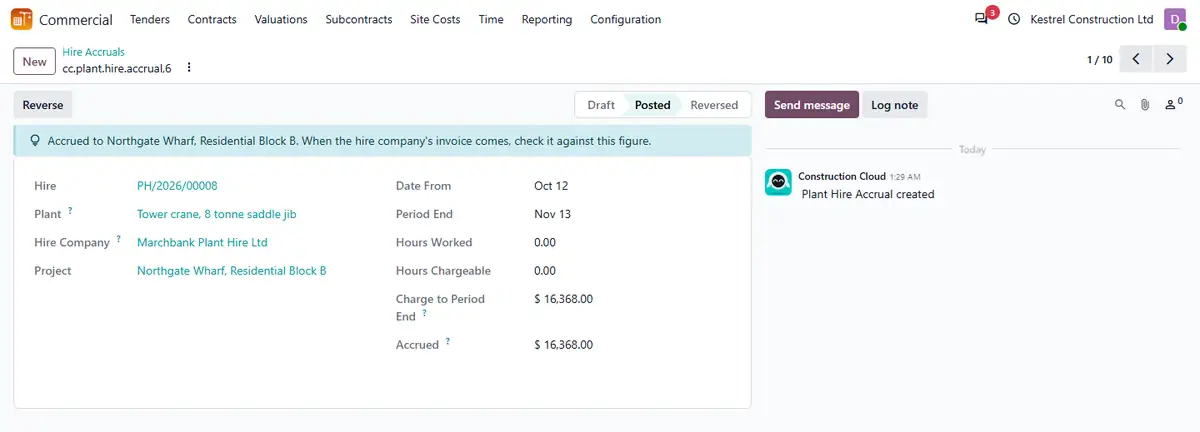 Commercial Tenders Contracts Valuations Subcontracts Site Costs Time Reporting Configuration 3 Kestrel Construction Ltd D
New
Hire Accruals
cc.plant.hire.accrual,6
1 / 10
Reverse
Draft Posted Reversed
Send message Log note
0
Accrued to Northgate Wharf, Residential Block B. When the hire company's invoice comes, check it against this figure.
Hire PH/2026/00008
Plant ? Tower crane, 8 tonne saddle jib
Hire Company ? Marchbank Plant Hire Ltd
Project Northgate Wharf, Residential Block B
Date From Oct 12
Period End Nov 13
Hours Worked 0.00
Hours Chargeable 0.00
Charge to Period $ 16,368.00
End ?
Accrued ? $ 16,368.00
Today
Construction Cloud 1:29 AM
Plant Hire Accrual created